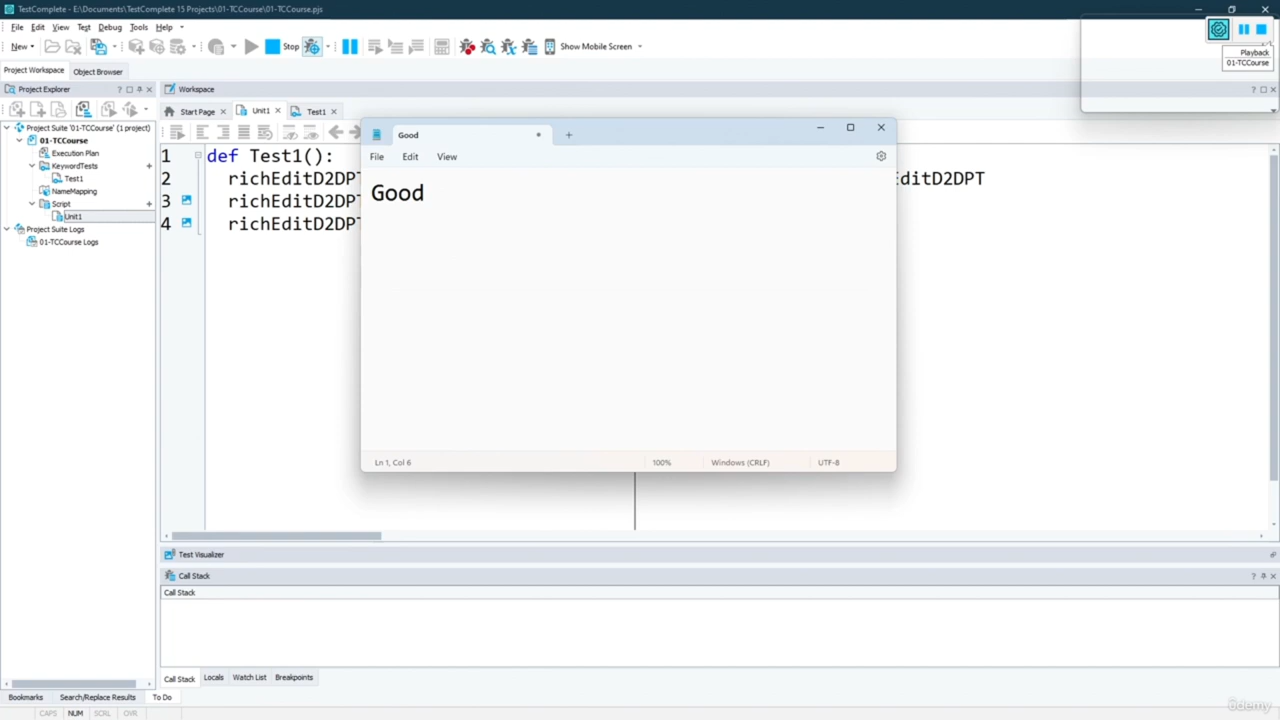 TestComplete - E:\Documents\TestComplete 15 Projects\01-TCCourse\01-TCCourse.pjs
File Edit View Test Debug Tools Help
New Stop Show Mobile Screen
Playback
01-TCCourse
Project Workspace Object Browser
Project Explorer
Workspace
Start Page Unit1 Test1
Project Suite '01-TCCourse' (1 project)
01-TCCourse
Execution Plan
KeywordTests
Test1
NameMapping
Script
Unit1
Project Suite Logs
01-TCCourse Logs
1 def Test1():
2 richEditD2DPT
ditD2DPT
3 richEditD2DPT
4 richEditD2DPT
Good
File Edit View
Good
Ln 1, Col 6 100% Windows (CRLF) UTF-8
Test Visualizer
Call Stack
Call Stack
Call Stack Locals Watch List Breakpoints
Bookmarks Search/Replace Results To Do
CAPS NUM SCRL OVR
ûdemy